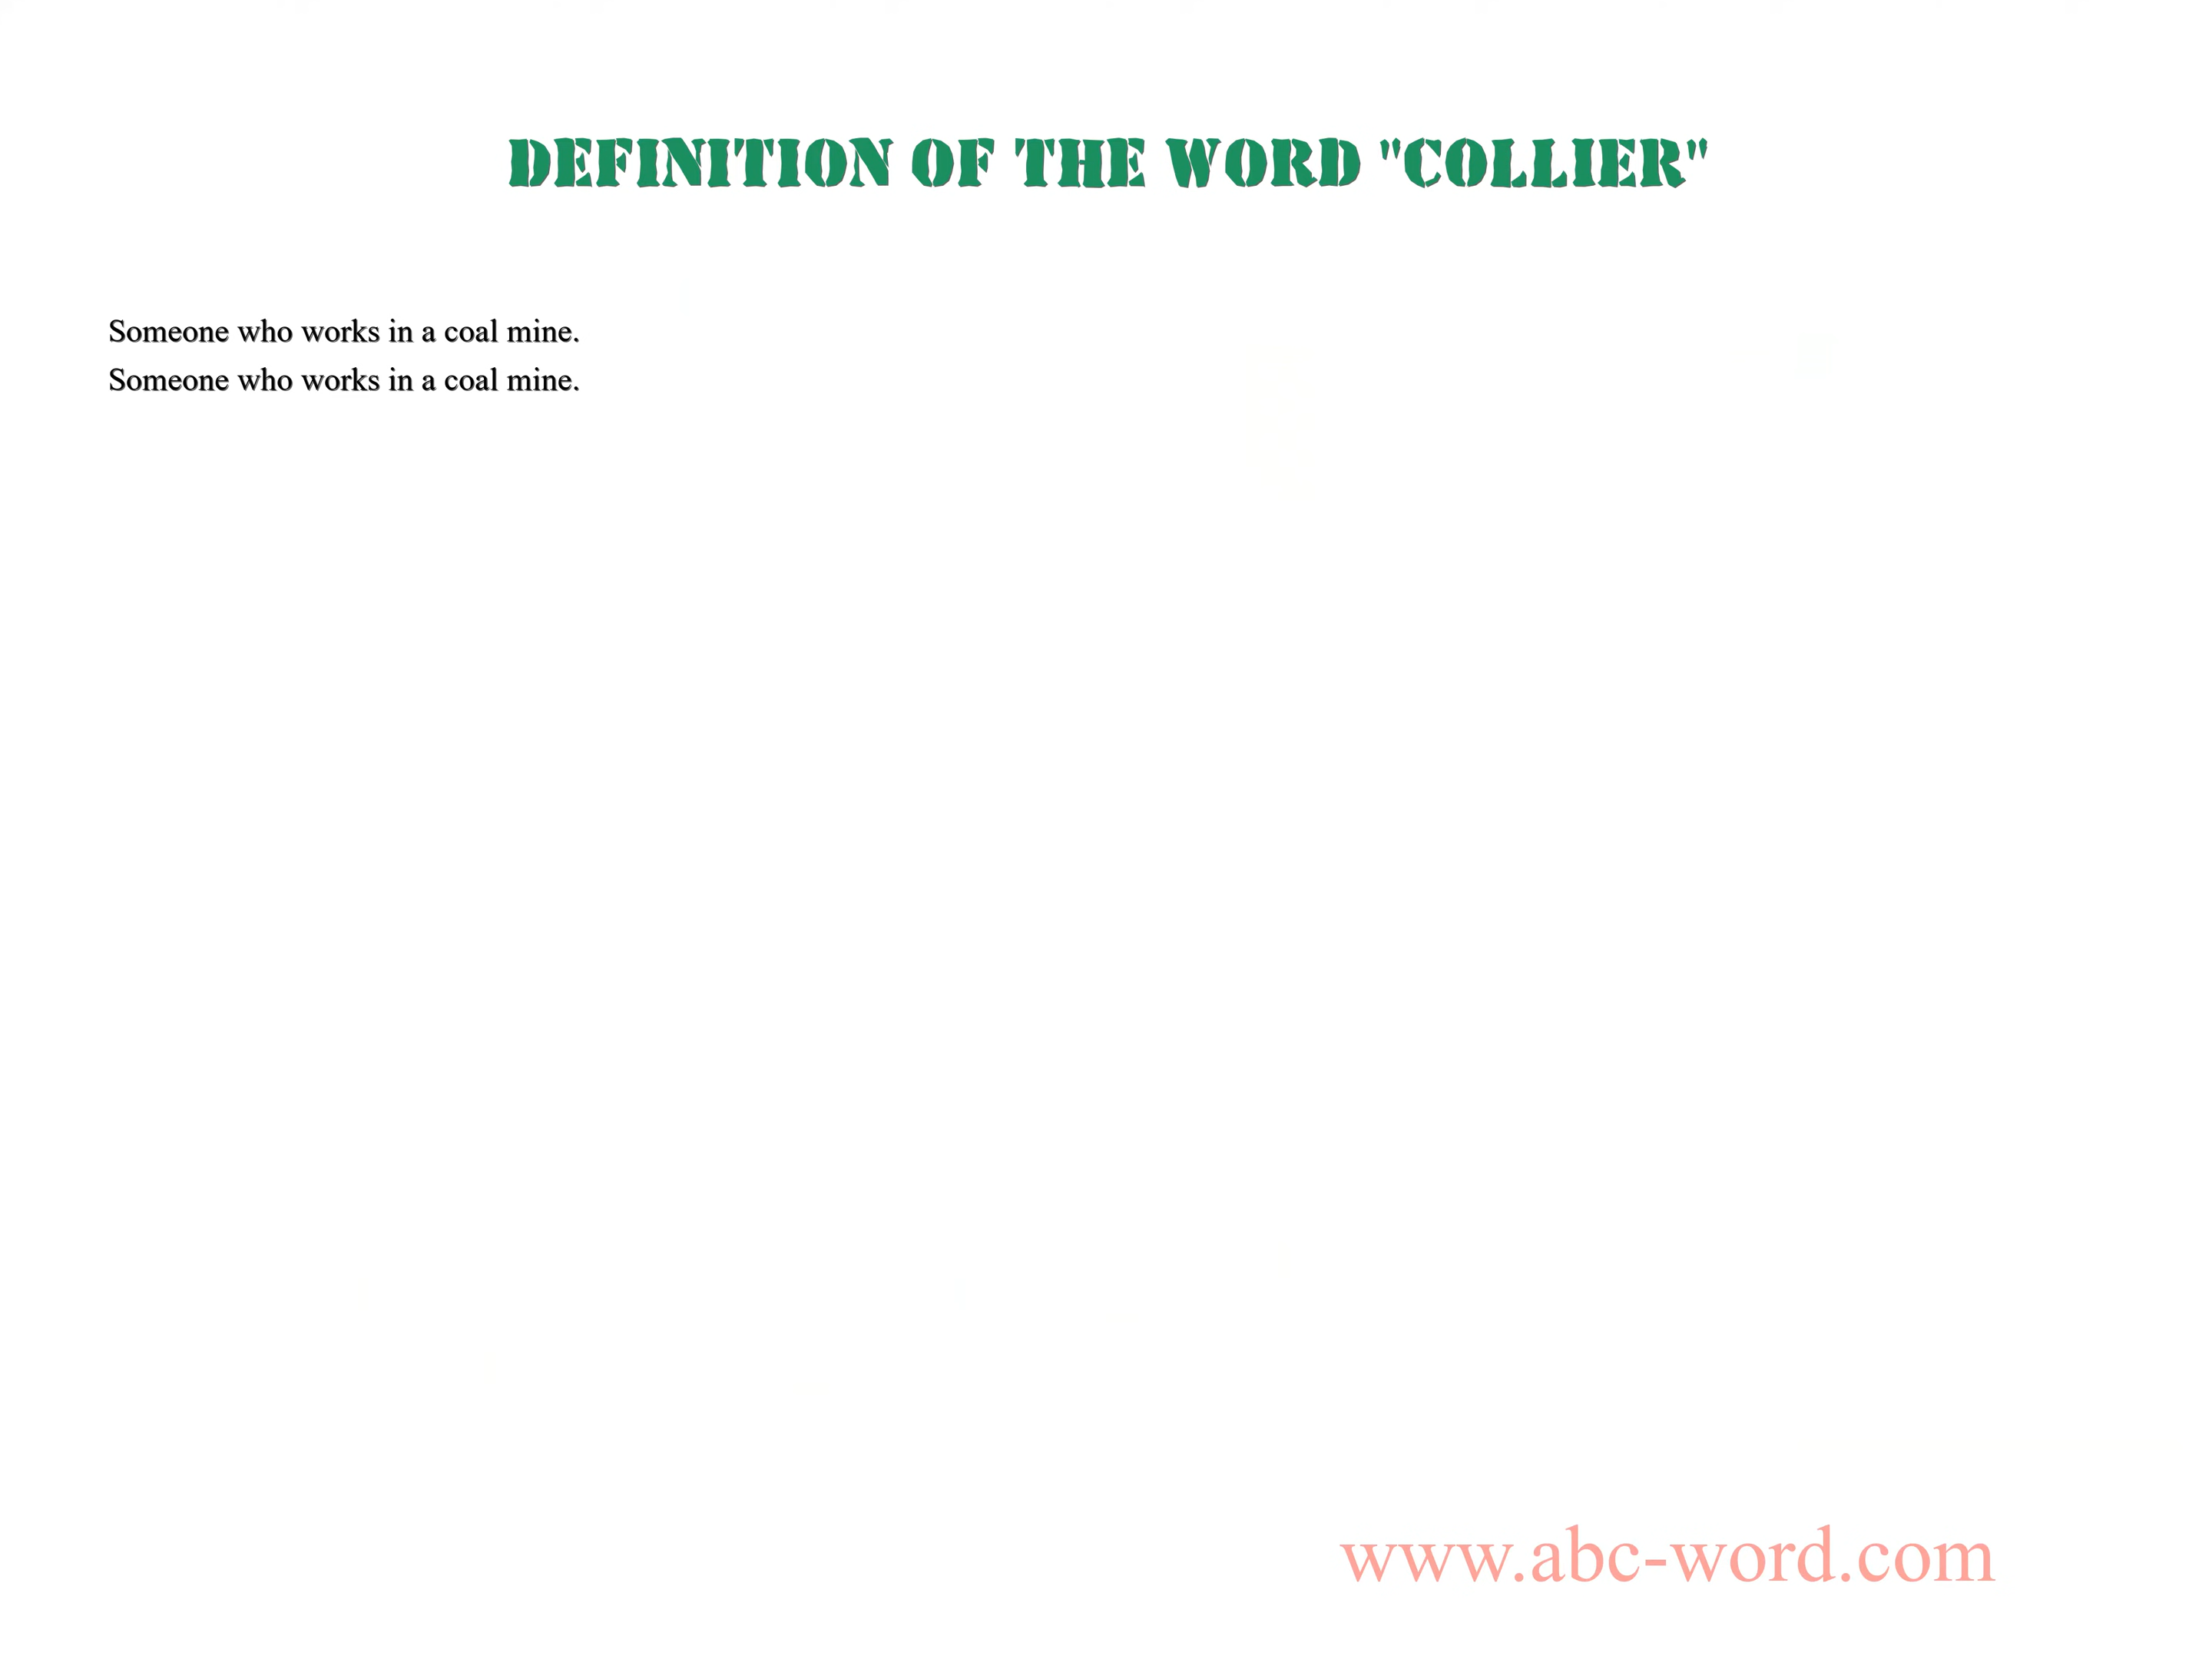 DEFINITION OF THE WORD "COLLIER"
Someone who works in a coal mine.
Someone who works in a coal mine.
www.abc-word.com